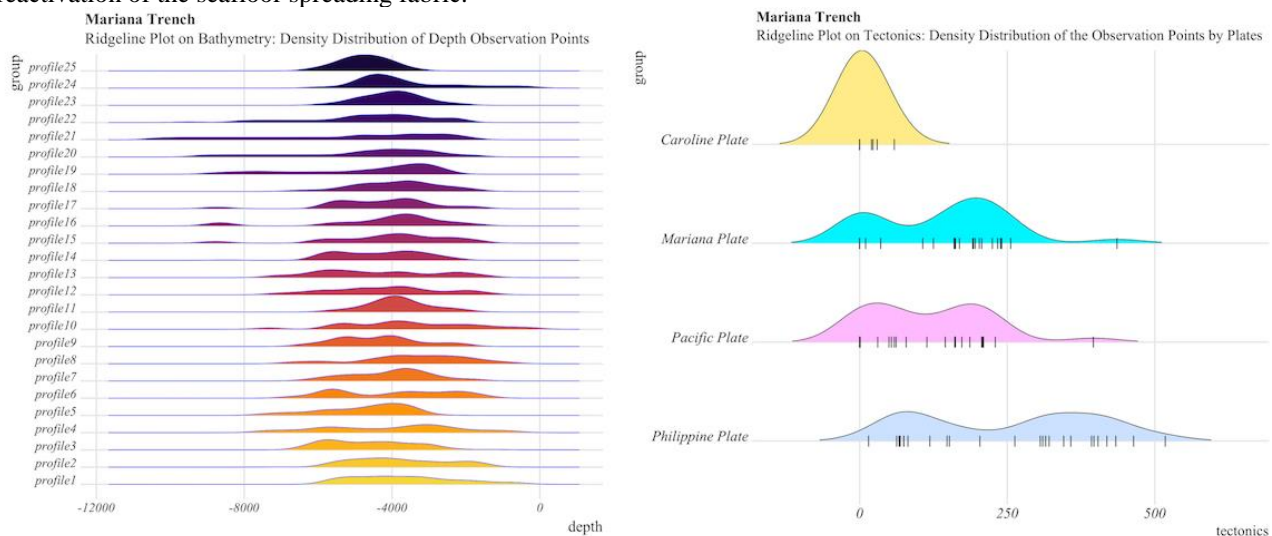 reactivation of the seafloor spreading fabric.
Mariana Trench
Ridgeline Plot on Bathymetry: Density Distribution of Depth Observation Points
group
profile25
profile24
profile23
profile22
profile21
profile20
profile19
profile18
profile17
profile16
profile15
profile14
profile13
profile12
profile11
profile10
profile9
profile8
profile7
profile6
profile5
profile4
profile3
profile2
profile1
-12000 -8000 -4000 0
depth
Mariana Trench
Ridgeline Plot on Tectonics: Density Distribution of the Observation Points by Plates
group
Caroline Plate
Mariana Plate
Pacific Plate
Philippine Plate
0 250 500
tectonics